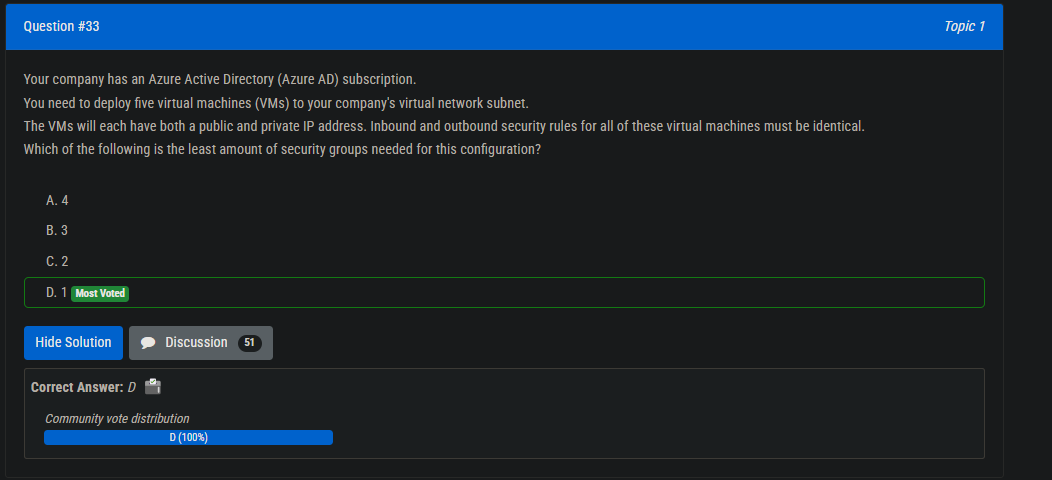 Question #33
Topic 1
Your company has an Azure Active Directory (Azure AD) subscription.
You need to deploy five virtual machines (VMs) to your company's virtual network subnet.
The VMs will each have both a public and private IP address. Inbound and outbound security rules for all of these virtual machines must be identical.
Which of the following is the least amount of security groups needed for this configuration?
A. 4
B. 3
C. 2
D. 1 Most Voted
Hide Solution
Discussion 51
Correct Answer: D
Community vote distribution
D (100%)